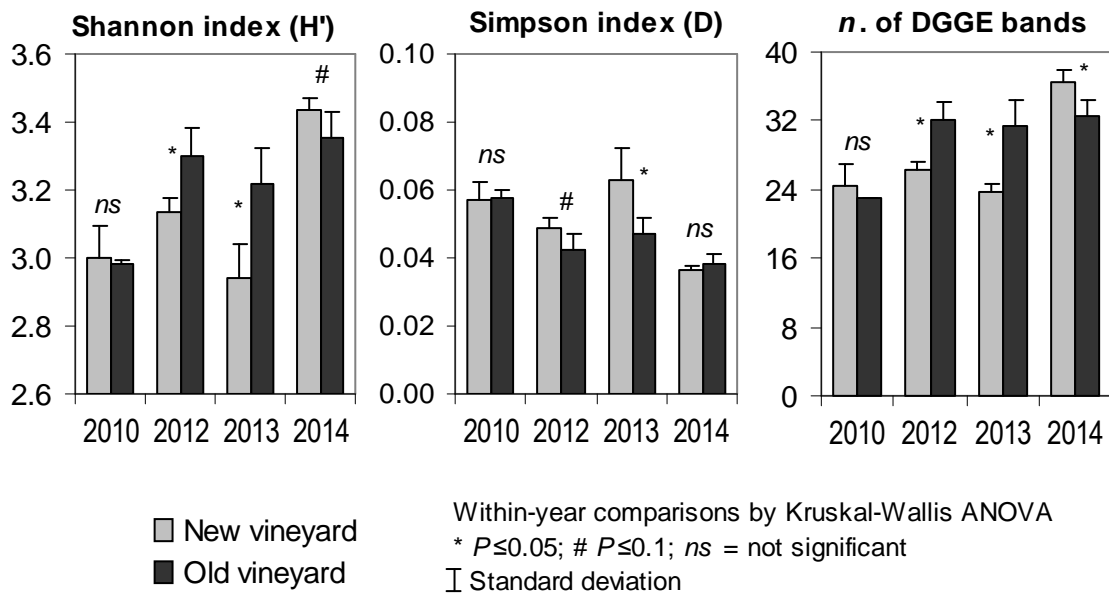 Shannon index (H')
3.6
3.4
3.2
3.0
2.8
2.6
ns
*
*
#
2010 2012 2013 2014
Simpson index (D)
0.10
0.08
0.06
0.04
0.02
0.00
ns
#
*
ns
2010 2012 2013 2014
n. of DGGE bands
40
32
24
16
8
0
ns
*
*
*
2010 2012 2013 2014
New vineyard
Old vineyard
Within-year comparisons by Kruskal-Wallis ANOVA
* P≤0.05; # P≤0.1; ns = not significant
Standard deviation